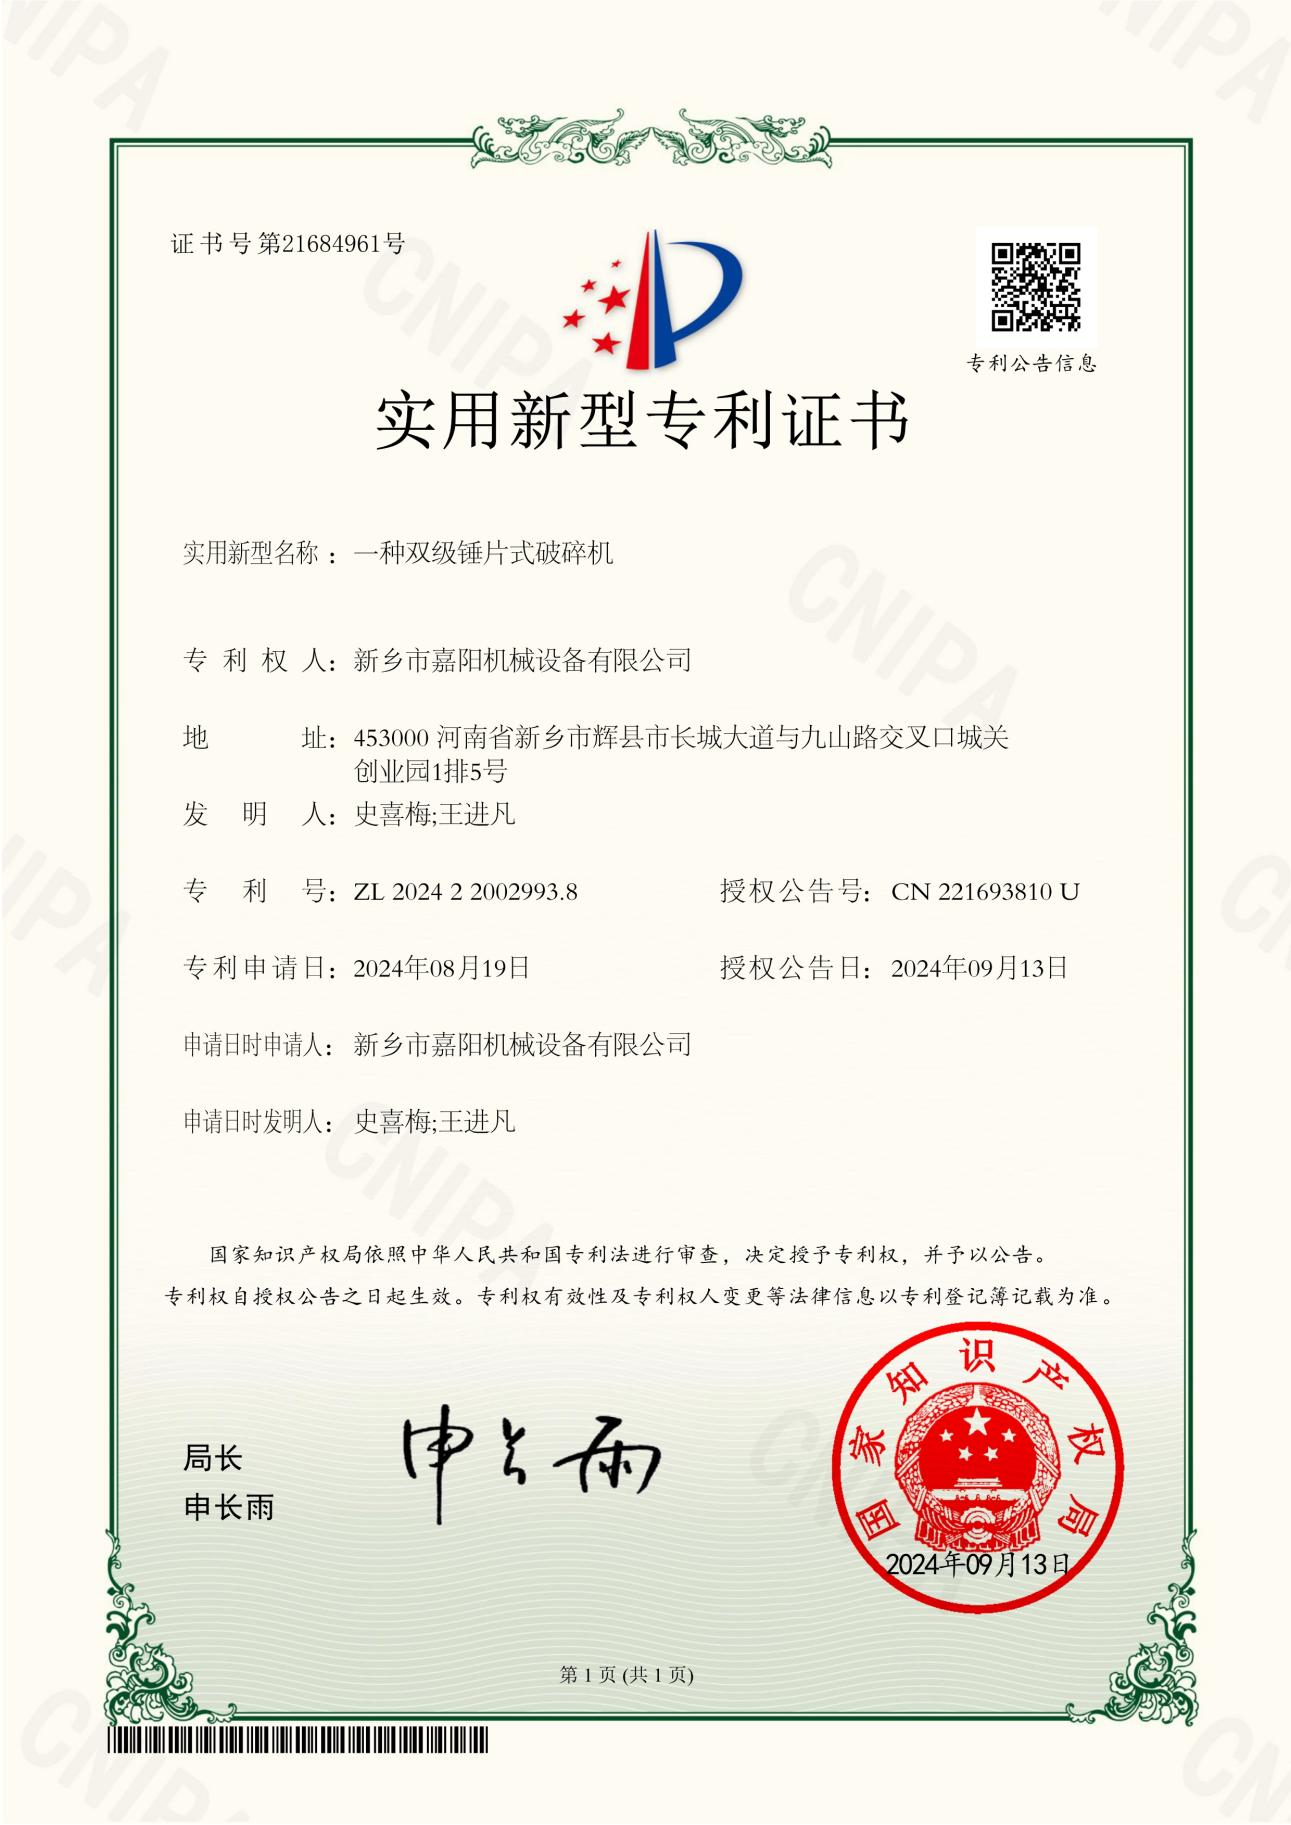 证书号第21684961号
专利公告信息
实用新型专利证书
实用新型名称：一种双级锤片式破碎机
专利权人：新乡市嘉阳机械设备有限公司
地址：453000 河南省新乡市辉县市长城大道与九山路交叉口城关
创业园1排5号
发明人：史喜梅;王进凡
专利号：ZL 2024 2 2002993.8
授权公告号：CN 221693810 U
专利申请日：2024年08月19日
授权公告日：2024年09月13日
申请日时申请人：新乡市嘉阳机械设备有限公司
申请日时发明人：史喜梅;王进凡
国家知识产权局依照中华人民共和国专利法进行审查，决定授予专利权，并予以公告。
专利权自授权公告之日起生效。专利权有效性及专利权人变更等法律信息以专利登记簿记载为准。
局长
申长雨
申长雨
国家知识产权局
2024年09月13日
第 1 页 (共 1 页)
CNIPA
CNIPA
CNIPA
CNIPA
CNIPA
CNIPA